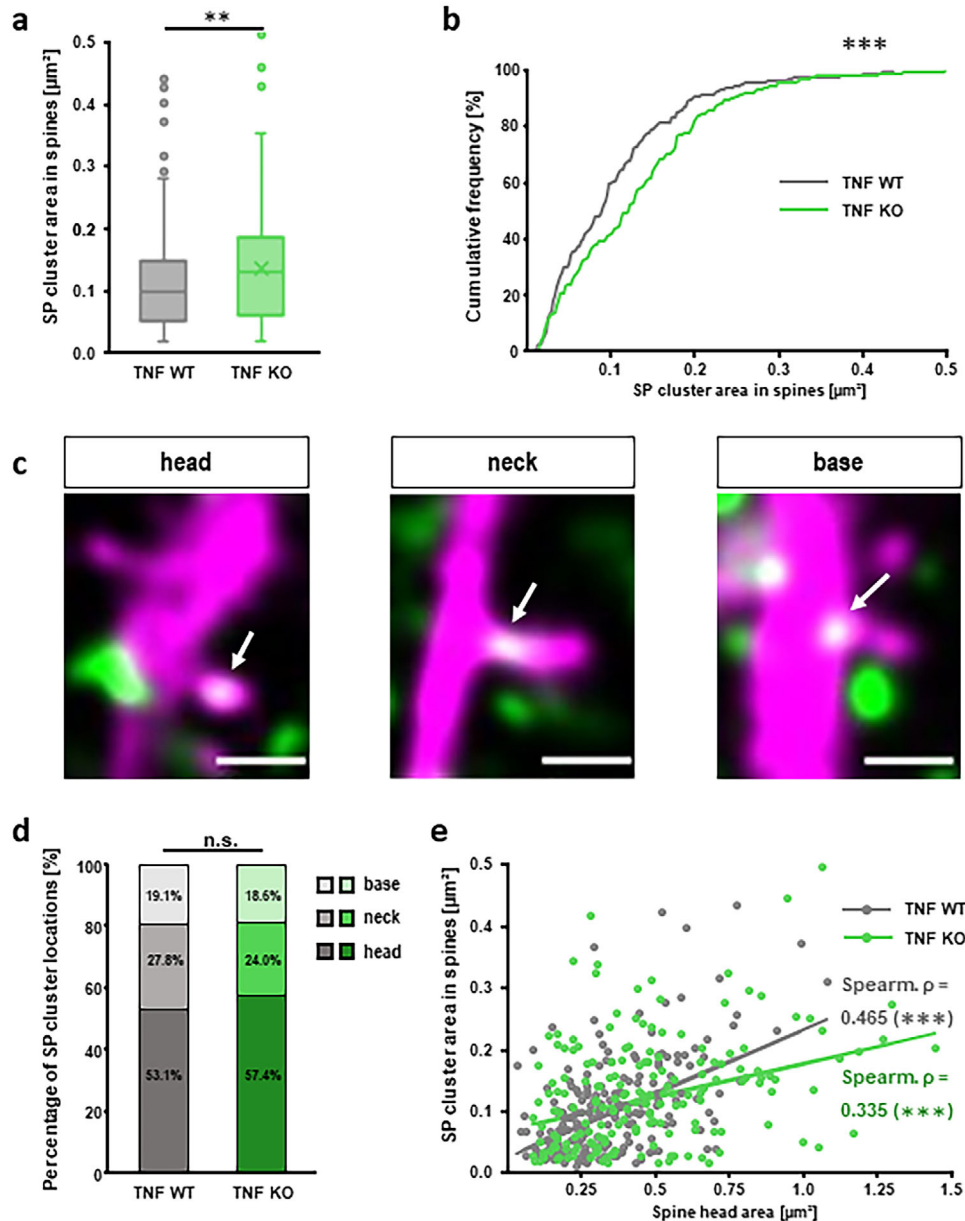 a
**
SP cluster area in spines [µm²]
0.5
0.4
0.3
0.2
0.1
0.0
TNF WT
TNF KO
b
***
Cumulative frequency [%]
100
80
60
40
20
0
TNF WT
TNF KO
0.1
0.2
0.3
0.4
0.5
SP cluster area in spines [µm²]
c
head
neck
base
d
n.s.
Percentage of SP cluster locations [%]
100
80
60
40
20
0
19.1%
27.8%
53.1%
18.6%
24.0%
57.4%
TNF WT
TNF KO
base
neck
head
e
SP cluster area in spines [µm²]
0.5
0.4
0.3
0.2
0.1
0.0
TNF WT
TNF KO
Spearm. ρ =
0.465 (***)
Spearm. ρ =
0.335 (***)
0.25
0.5
0.75
1.0
1.25
1.5
Spine head area [µm²]